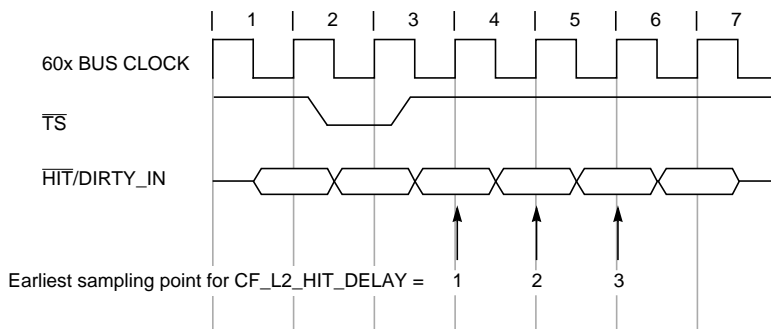 1 2 3 4 5 6 7
60x BUS CLOCK
TS
HIT/DIRTY_IN
Earliest sampling point for CF_L2_HIT_DELAY = 1 2 3